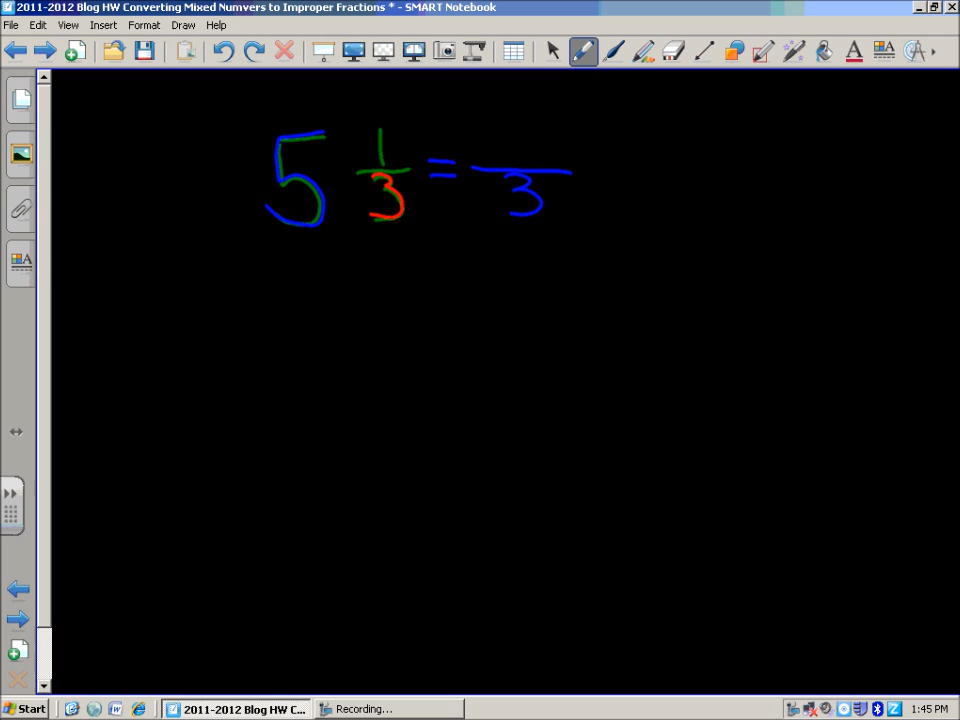 2011-2012 Blog HW Converting Mixed Numvers to Improper Fractions * - SMART Notebook
File Edit View Insert Format Draw Help
5 1/3 = /3
Start 2011-2012 Blog HW C... Recording... 1:45 PM